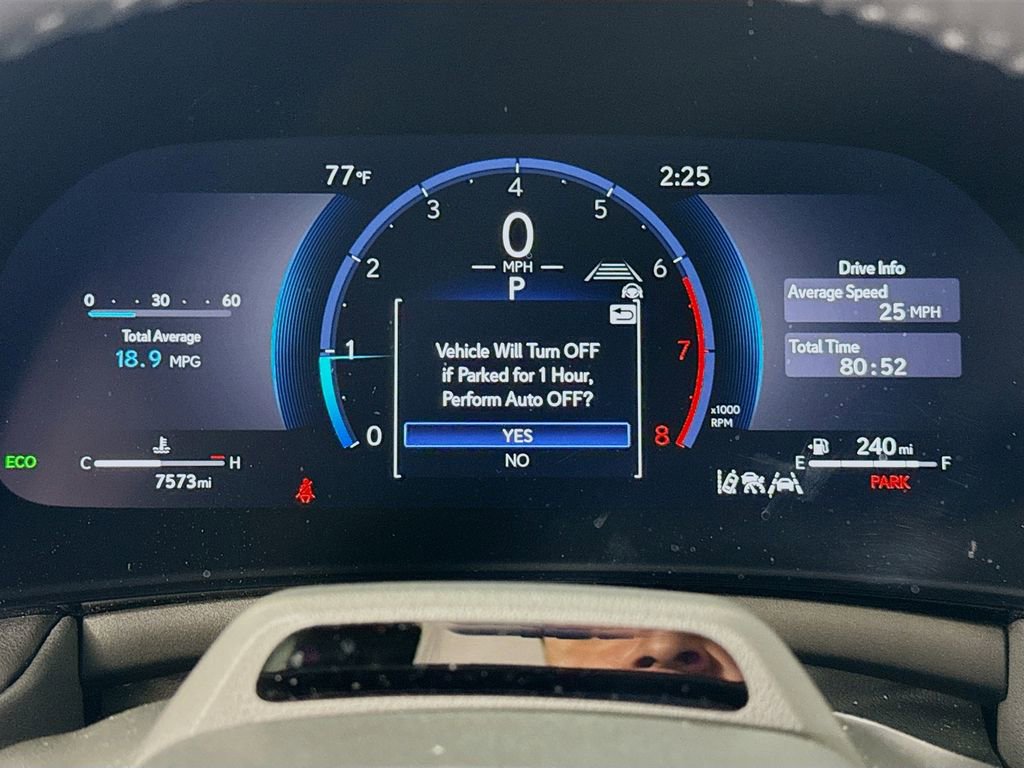 77°F
2:25
4
3
5
0
MPH
P
2
6
1
7
0
8
x1000
RPM
0 30 60
Total Average
18.9 MPG
Vehicle Will Turn OFF
if Parked for 1 Hour,
Perform Auto OFF?
YES
NO
Drive Info
Average Speed
25 MPH
Total Time
80:52
ECO
C H
7573mi
240 mi
E F
PARK